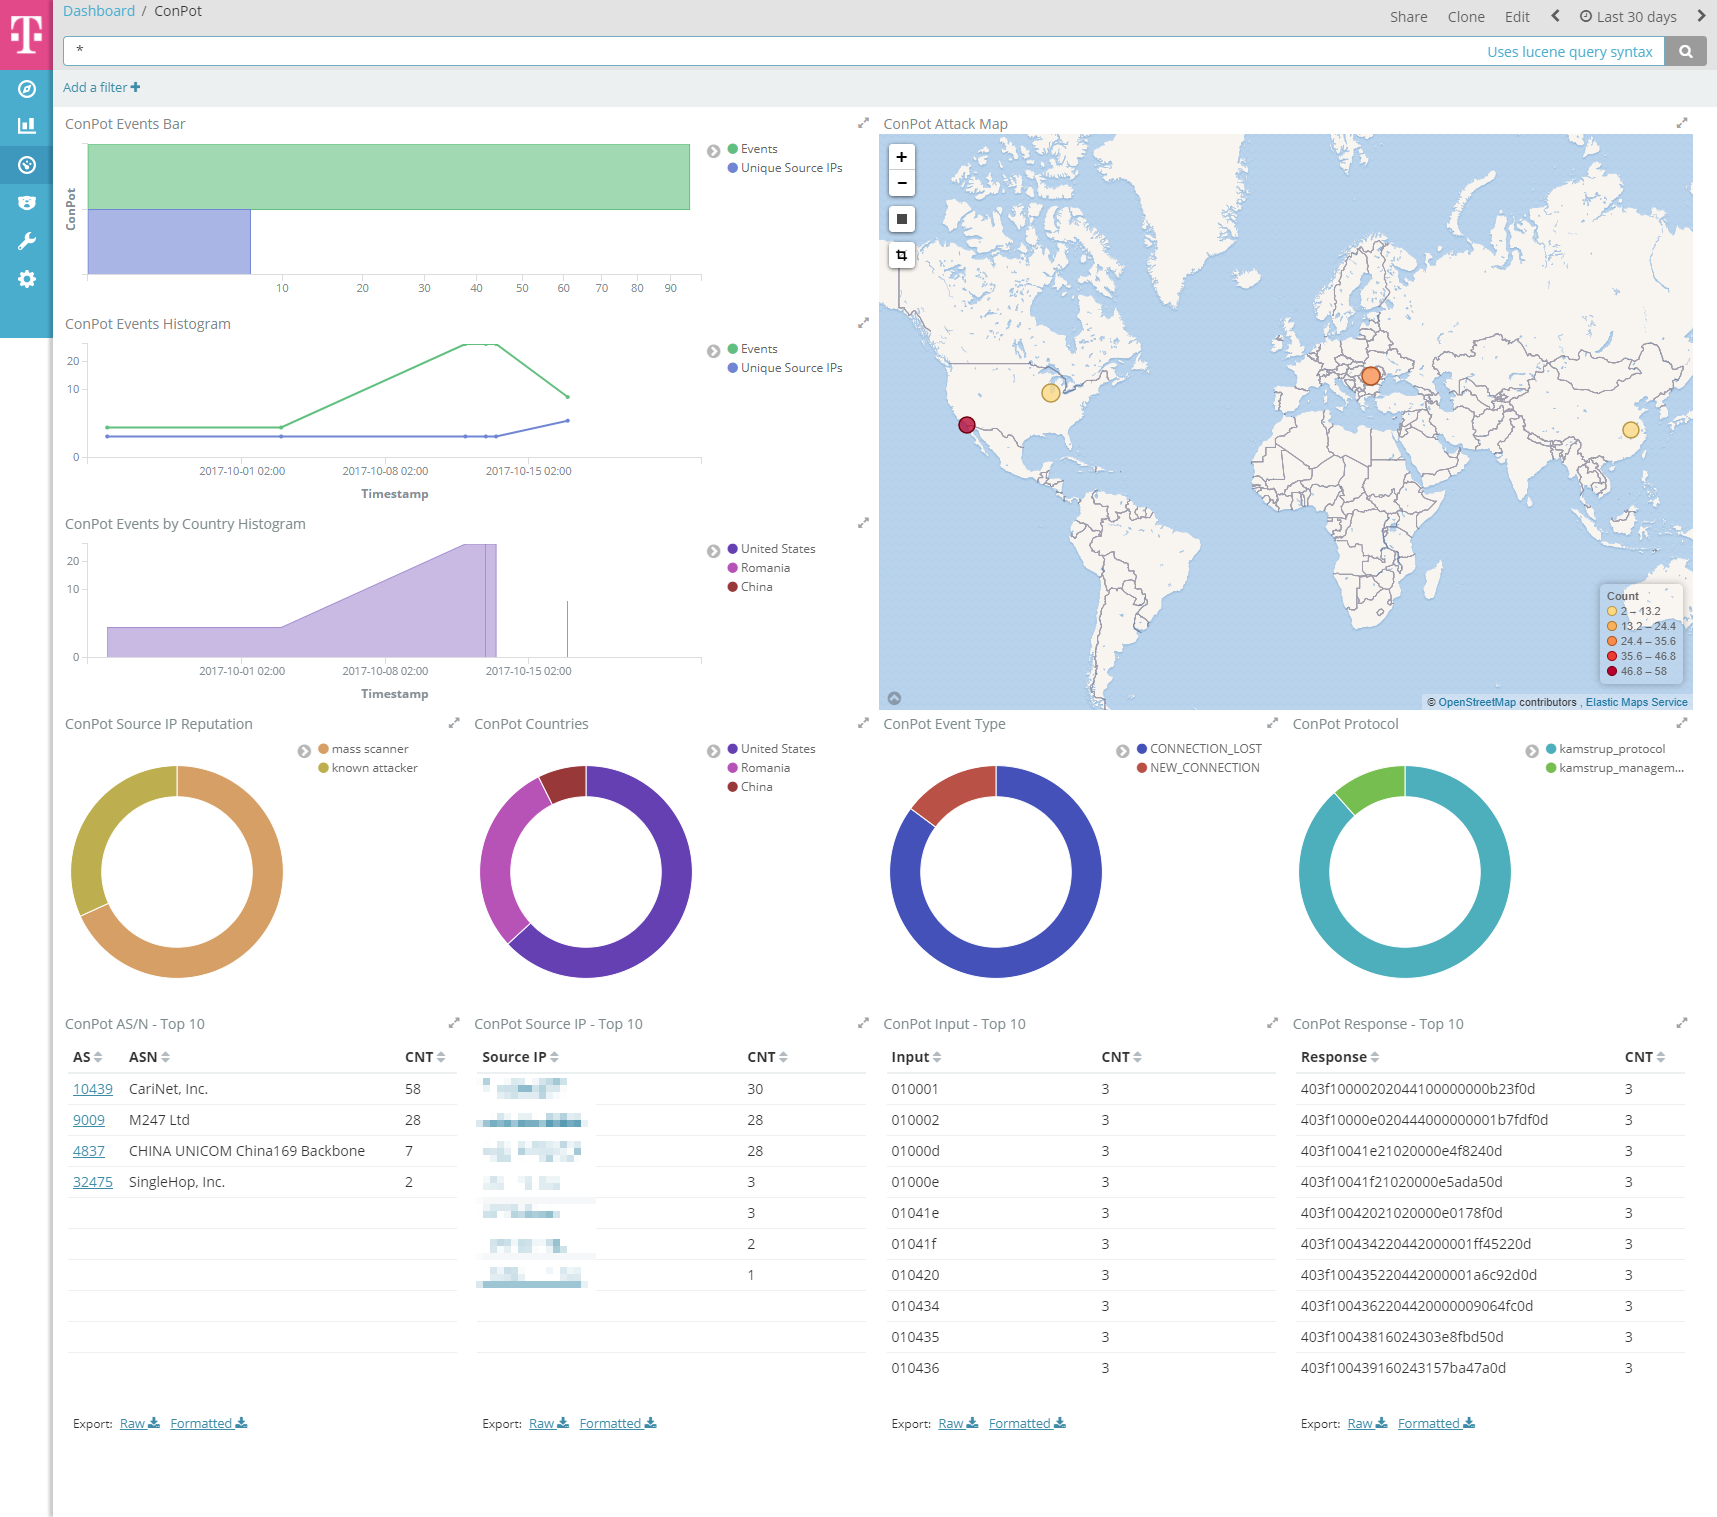 Dashboard / ConPot
Share Clone Edit Last 30 days
*
Uses lucene query syntax
Add a filter
ConPot Events Bar
Events
Unique Source IPs
ConPot
10 20 30 40 50 60 70 80 90
ConPot Events Histogram
Events
Unique Source IPs
20
10
0
2017-10-01 02:00 2017-10-08 02:00 2017-10-15 02:00
Timestamp
ConPot Events by Country Histogram
United States
Romania
China
20
10
0
2017-10-01 02:00 2017-10-08 02:00 2017-10-15 02:00
Timestamp
ConPot Attack Map
+
−
Count
2 – 13.2
13.2 – 24.4
24.4 – 35.6
35.6 – 46.8
46.8 – 58
© OpenStreetMap contributors , Elastic Maps Service
ConPot Source IP Reputation
mass scanner
known attacker
ConPot Countries
United States
Romania
China
ConPot Event Type
CONNECTION_LOST
NEW_CONNECTION
ConPot Protocol
kamstrup_protocol
kamstrup_managem...
ConPot AS/N - Top 10
AS ASN CNT
10439 CariNet, Inc. 58
9009 M247 Ltd 28
4837 CHINA UNICOM China169 Backbone 7
32475 SingleHop, Inc. 2
Export: Raw Formatted
ConPot Source IP - Top 10
Source IP CNT
30
28
28
3
3
2
1
Export: Raw Formatted
ConPot Input - Top 10
Input CNT
010001 3
010002 3
01000d 3
01000e 3
01041e 3
01041f 3
010420 3
010434 3
010435 3
010436 3
Export: Raw Formatted
ConPot Response - Top 10
Response CNT
403f10000202044100000000b23f0d 3
403f10000e020444000000001b7fdf0d 3
403f10041e21020000e4f8240d 3
403f10041f21020000e5ada50d 3
403f10042021020000e0178f0d 3
403f100434220442000001ff45220d 3
403f100435220442000001a6c92d0d 3
403f1004362204420000009064fc0d 3
403f10043816024303e8fbd50d 3
403f100439160243157ba47a0d 3
Export: Raw Formatted